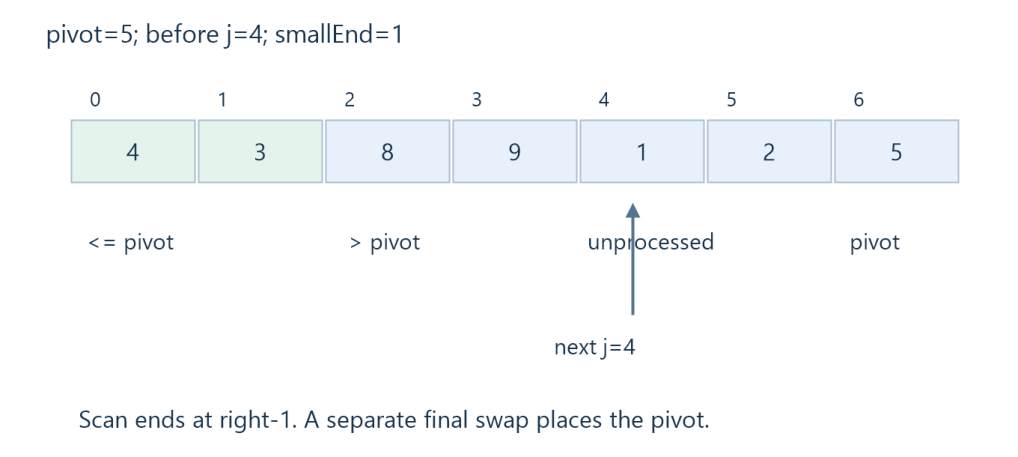 pivot=5; before j=4; smallEnd=1
0 1 2 3 4 5 6
4 3 8 9 1 2 5
<= pivot > pivot unprocessed pivot
next j=4
Scan ends at right-1. A separate final swap places the pivot.